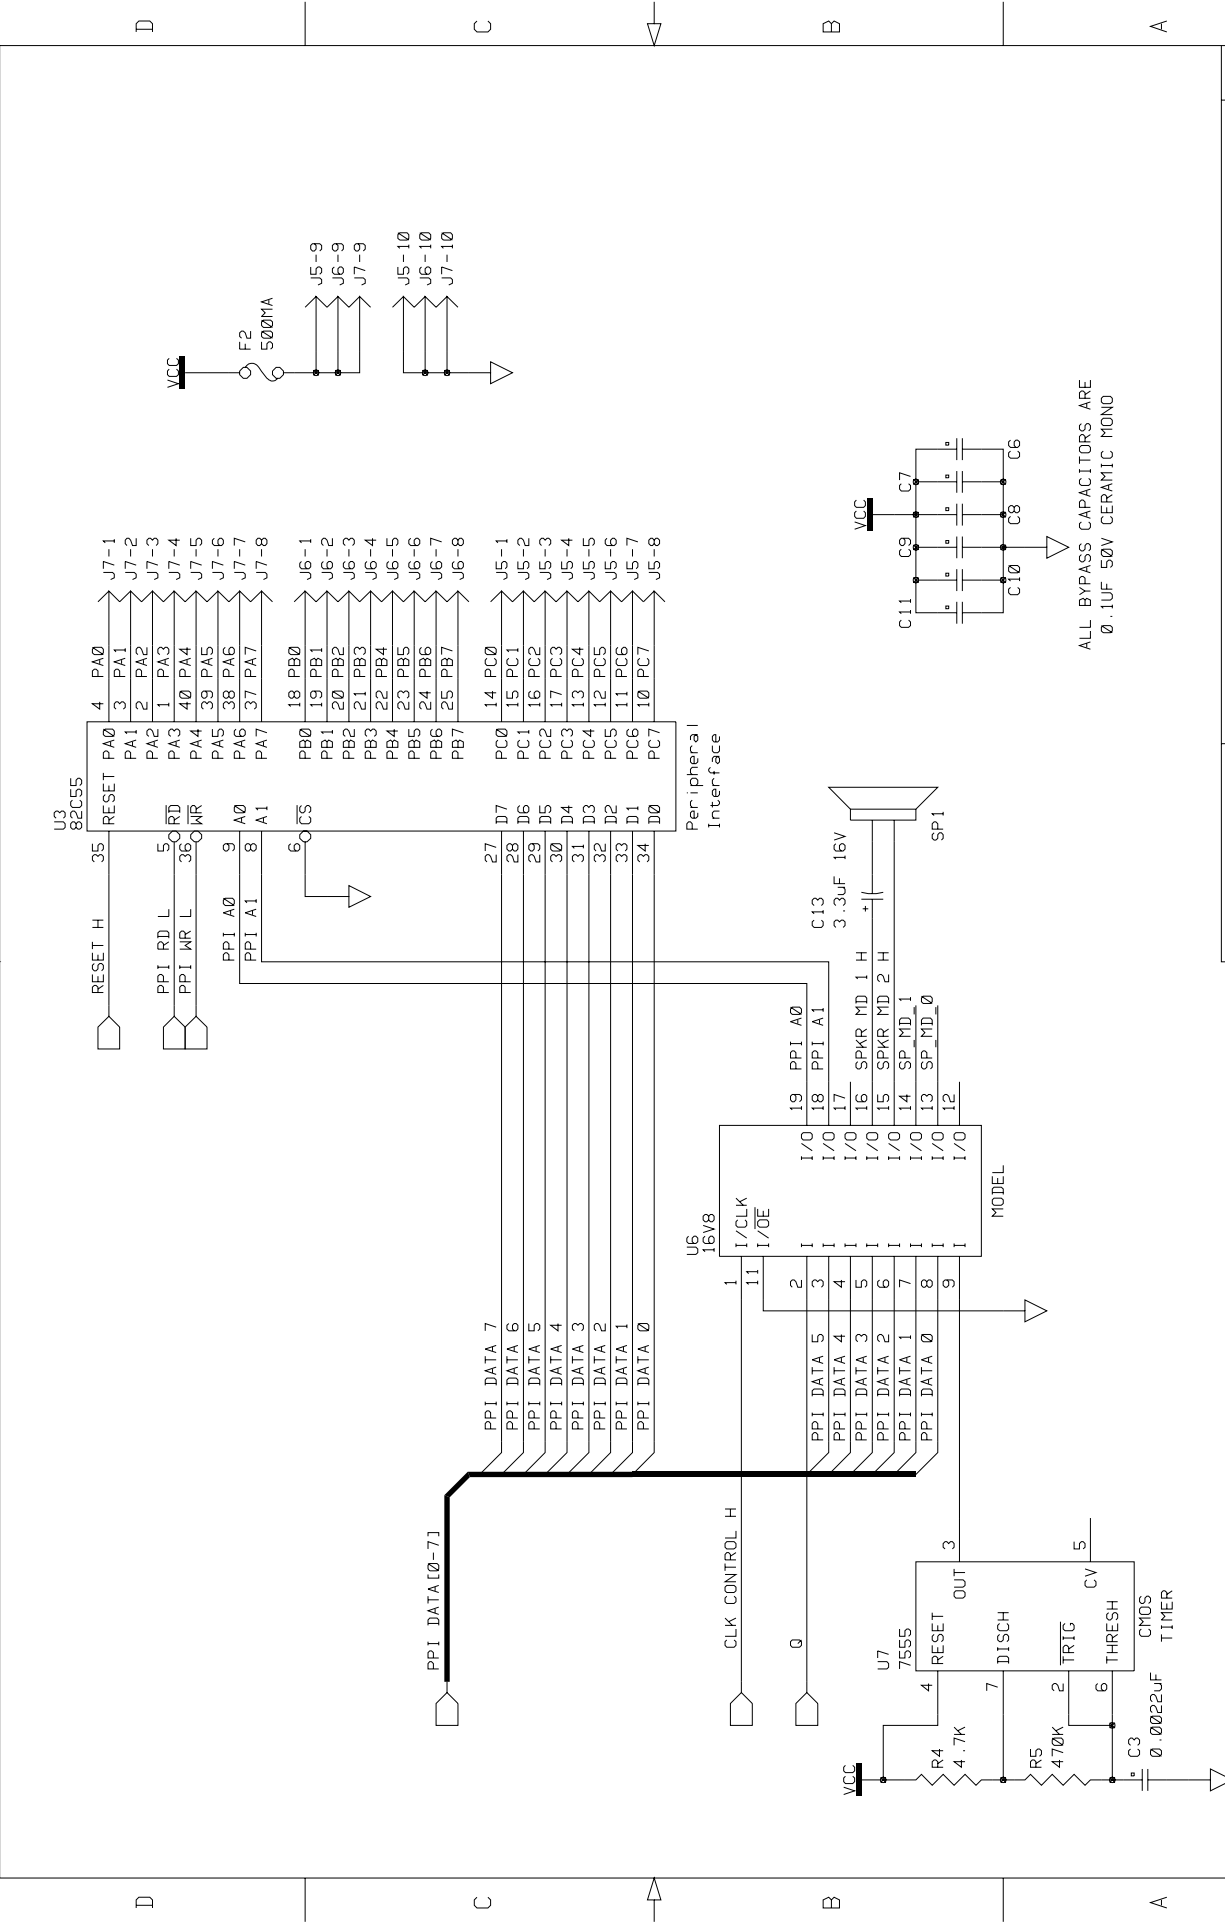 D
C
B
A
VCC
F2
500MA
J5-9
J6-9
J7-9
J5-10
J6-10
J7-10
U3
82C55
RESET H
35
RESET
PPI RD L
5
RD
PPI WR L
36
WR
PPI A0
9
A0
PPI A1
8
A1
6
CS
PA0
4 PA0
J7-1
PA1
3 PA1
J7-2
PA2
2 PA2
J7-3
PA3
1 PA3
J7-4
PA4
40 PA4
J7-5
PA5
39 PA5
J7-6
PA6
38 PA6
J7-7
PA7
37 PA7
J7-8
PB0
18 PB0
J6-1
PB1
19 PB1
J6-2
PB2
20 PB2
J6-3
PB3
21 PB3
J6-4
PB4
22 PB4
J6-5
PB5
23 PB5
J6-6
PB6
24 PB6
J6-7
PB7
25 PB7
J6-8
PC0
14 PC0
J5-1
PC1
15 PC1
J5-2
PC2
16 PC2
J5-3
PC3
17 PC3
J5-4
PC4
13 PC4
J5-5
PC5
12 PC5
J5-6
PC6
11 PC6
J5-7
PC7
10 PC7
J5-8
PPI DATA[0-7]
PPI DATA 7
27
D7
PPI DATA 6
28
D6
PPI DATA 5
29
D5
PPI DATA 4
30
D4
PPI DATA 3
31
D3
PPI DATA 2
32
D2
PPI DATA 1
33
D1
PPI DATA 0
34
D0
Peripheral
Interface
U6
16V8
CLK CONTROL H
1
I/CLK
11
I/OE
Q
2
I
PPI DATA 5
3
I
PPI DATA 4
4
I
PPI DATA 3
5
I
PPI DATA 2
6
I
PPI DATA 1
7
I
PPI DATA 0
8
I
9
I
I/O
19
PPI A0
I/O
18
PPI A1
I/O
17
I/O
16
SPKR MD 1 H
I/O
15
SPKR MD 2 H
I/O
14
SP_MD_1
I/O
13
SP_MD_0
I/O
12
MODEL
C13
3.3uF 16V
+
SP1
VCC
C11
C9
C7
C10
C8
C6
ALL BYPASS CAPACITORS ARE
0.1UF 50V CERAMIC MONO
VCC
R4
4.7K
R5
470K
C3
0.0022uF
U7
7555
4
RESET
7
DISCH
2
TRIG
6
THRESH
OUT
3
CV
5
CMOS
TIMER
D
C
B
A